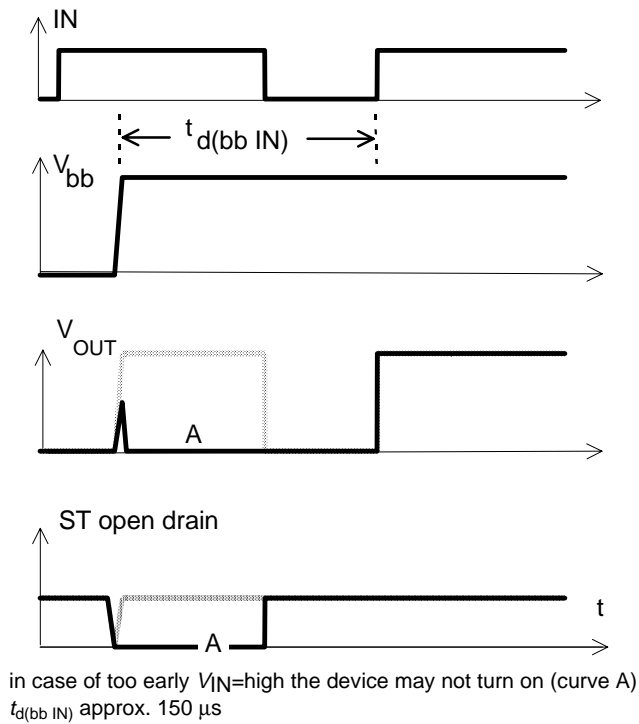 IN
t d(bb IN)
V bb
V OUT
A
ST open drain
t
A
in case of too early VIN=high the device may not turn on (curve A)
td(bb IN) approx. 150 µs